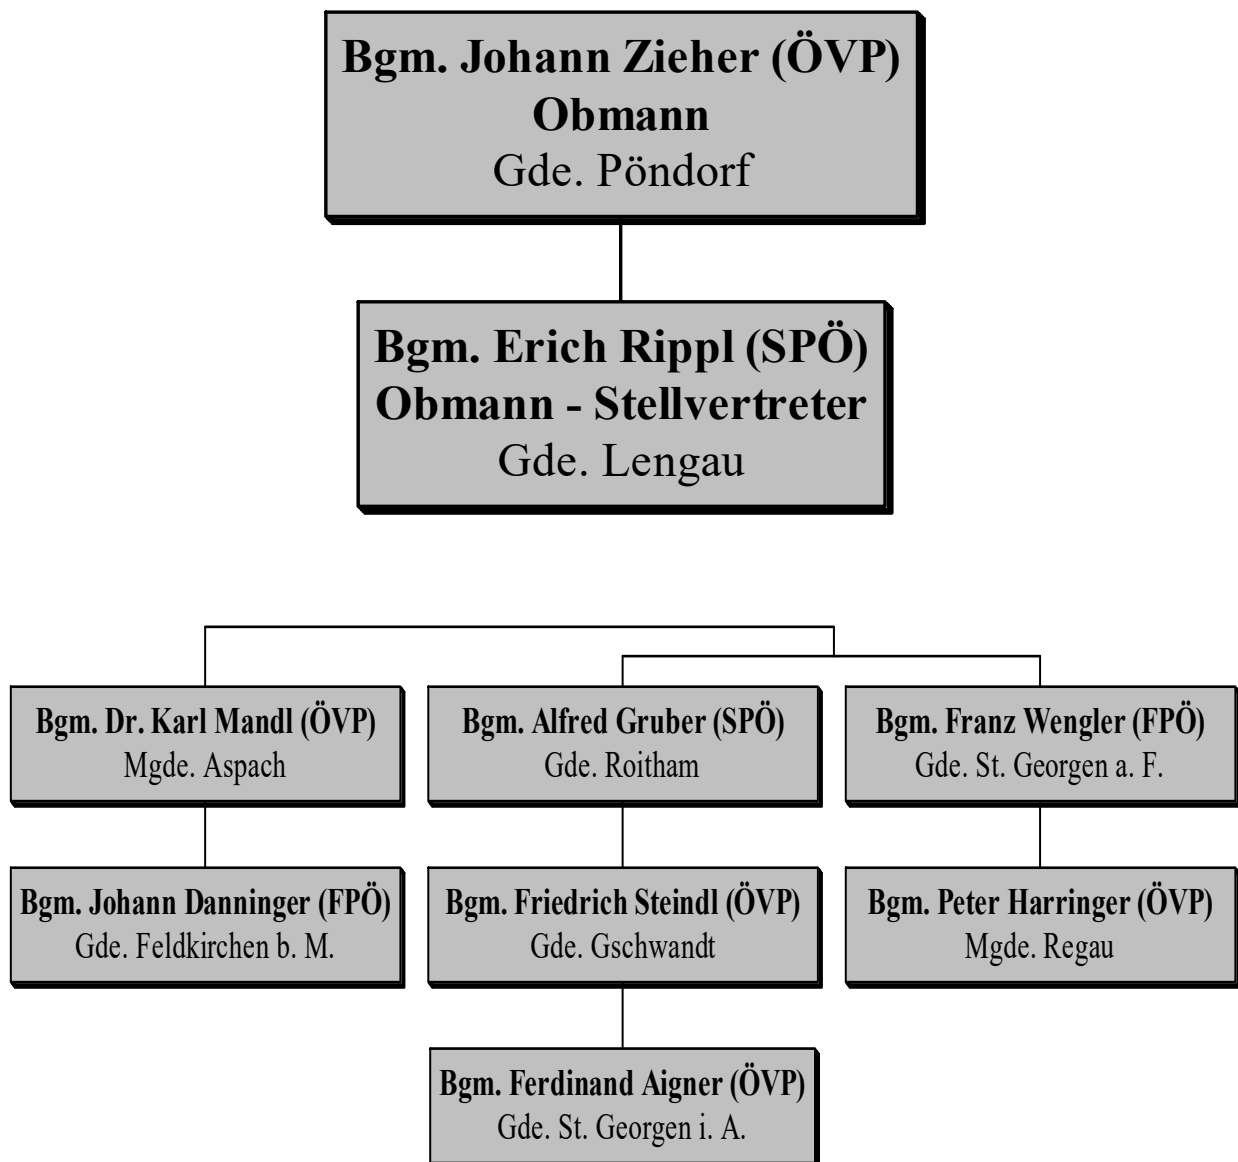 Bgm. Johann Zieher (ÖVP)
Obmann
Gde. Pöndorf
Bgm. Erich Rippl (SPÖ)
Obmann - Stellvertreter
Gde. Lengau
Bgm. Dr. Karl Mandl (ÖVP)
Mgde. Aspach
Bgm. Alfred Gruber (SPÖ)
Gde. Roitham
Bgm. Franz Wengler (FPÖ)
Gde. St. Georgen a. F.
Bgm. Johann Danninger (FPÖ)
Gde. Feldkirchen b. M.
Bgm. Friedrich Steindl (ÖVP)
Gde. Gschwandt
Bgm. Peter Harringer (ÖVP)
Mgde. Regau
Bgm. Ferdinand Aigner (ÖVP)
Gde. St. Georgen i. A.